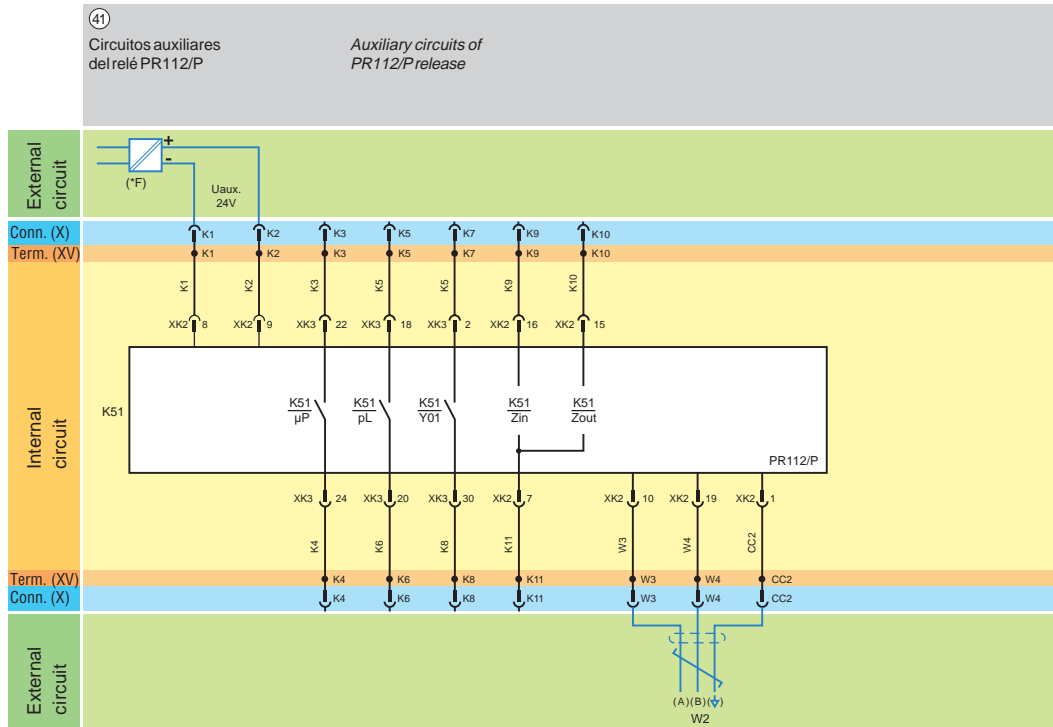 41
Circuitos auxiliares
del relé PR112/P
Auxiliary circuits of
PR112/P release
External
circuit
+
-
(*F)
Uaux.
24V
Conn. (X)
K1 K2 K3 K5 K7 K9 K10
Term. (XV)
K1 K2 K3 K5 K7 K9 K10
K1 K2 K3 K5 K5 K9 K10
XK2 8 XK2 9 XK3 22 XK3 18 XK3 2 XK2 16 XK2 15
Internal
circuit
K51
K51 K51 K51 K51 K51
µP pL Y01 Zin Zout
PR112/P
XK3 24 XK3 20 XK3 30 XK2 7 XK2 10 XK2 19 XK2 1
K4 K6 K8 K11 W3 W4 CC2
Term. (XV)
K4 K6 K8 K11 W3 W4 CC2
Conn. (X)
K4 K6 K8 K11 W3 W4 CC2
External
circuit
(A) (B) ( )
W2